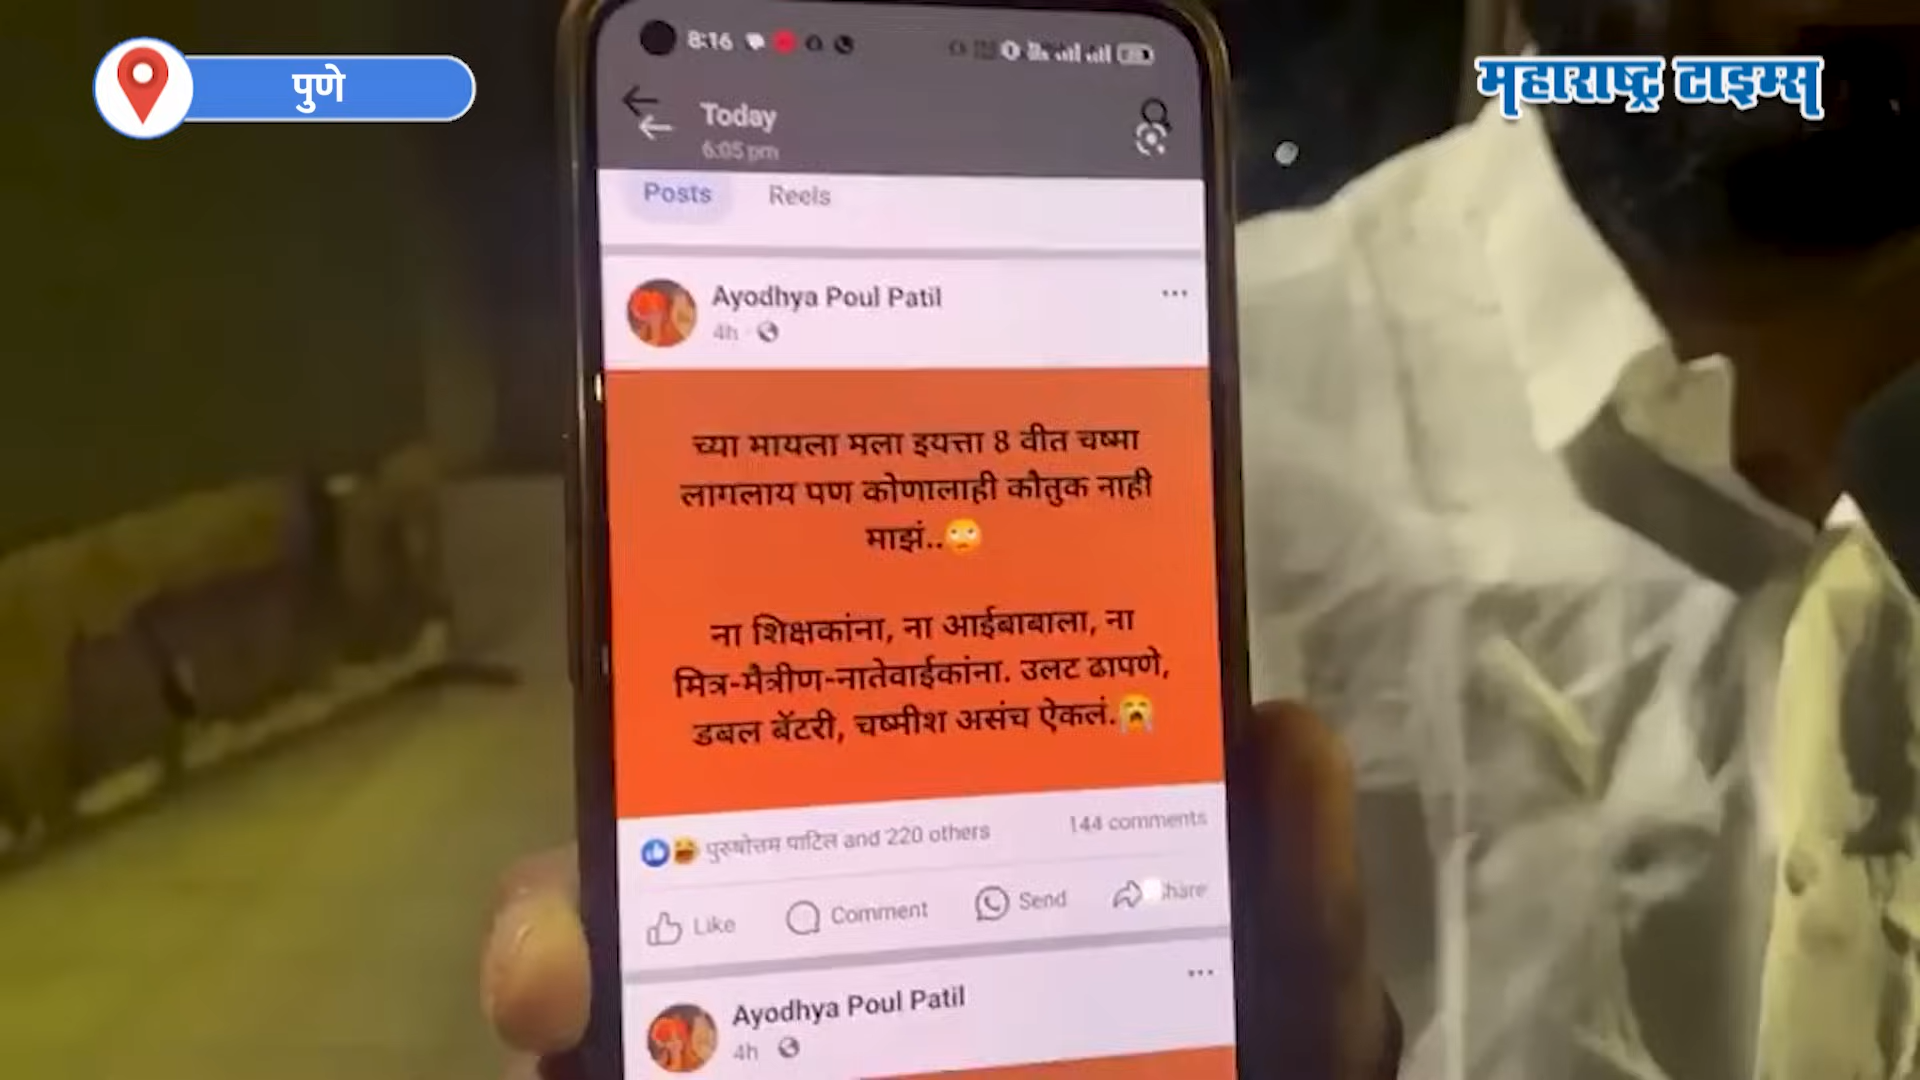 पुणे
महाराष्ट्र टाइम्स
8:16
Today
6:05 pm
Posts Reels
Ayodhya Poul Patil
4h
च्या मायला मला इयत्ता 8 वीत चष्मा
लागलाय पण कोणालाही कौतुक नाही
माझं..🙄
ना शिक्षकांना, ना आईबाबाला, ना
मित्र-मैत्रीण-नातेवाईकांना. उलट ढापणे,
डबल बॅटरी, चष्मीश असंच ऐकलं.😭
पुरुषोत्तम पाटिल and 220 others 144 comments
Like Comment Send Share
Ayodhya Poul Patil
4h